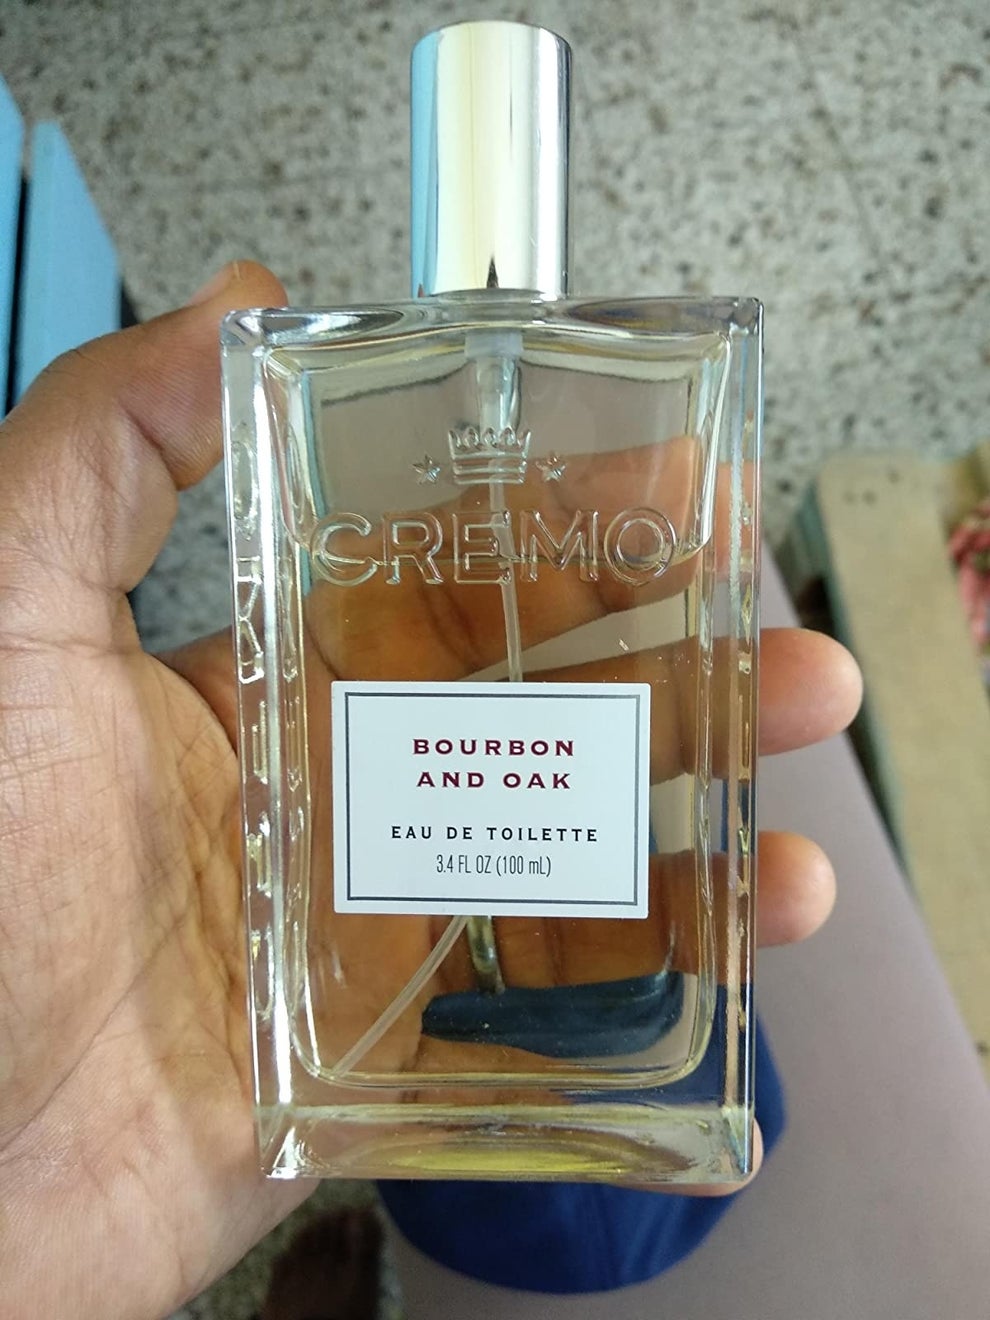 CREMO
BOURBON
AND OAK
EAU DE TOILETTE
3.4 FL OZ (100 mL)